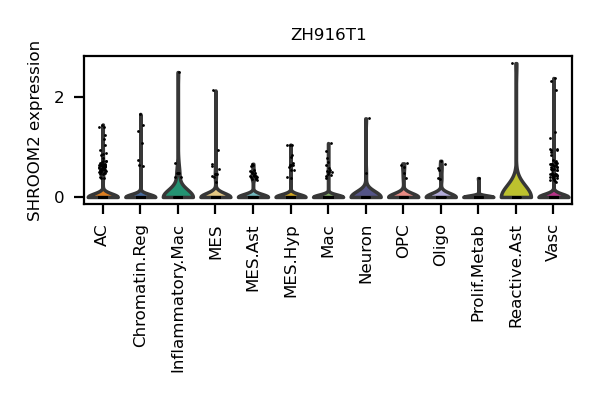 ZH916T1
SHROOM2 expression
2
0
AC
Chromatin.Reg
Inflammatory.Mac
MES
MES.Ast
MES.Hyp
Mac
Neuron
OPC
Oligo
Prolif.Metab
Reactive.Ast
Vasc